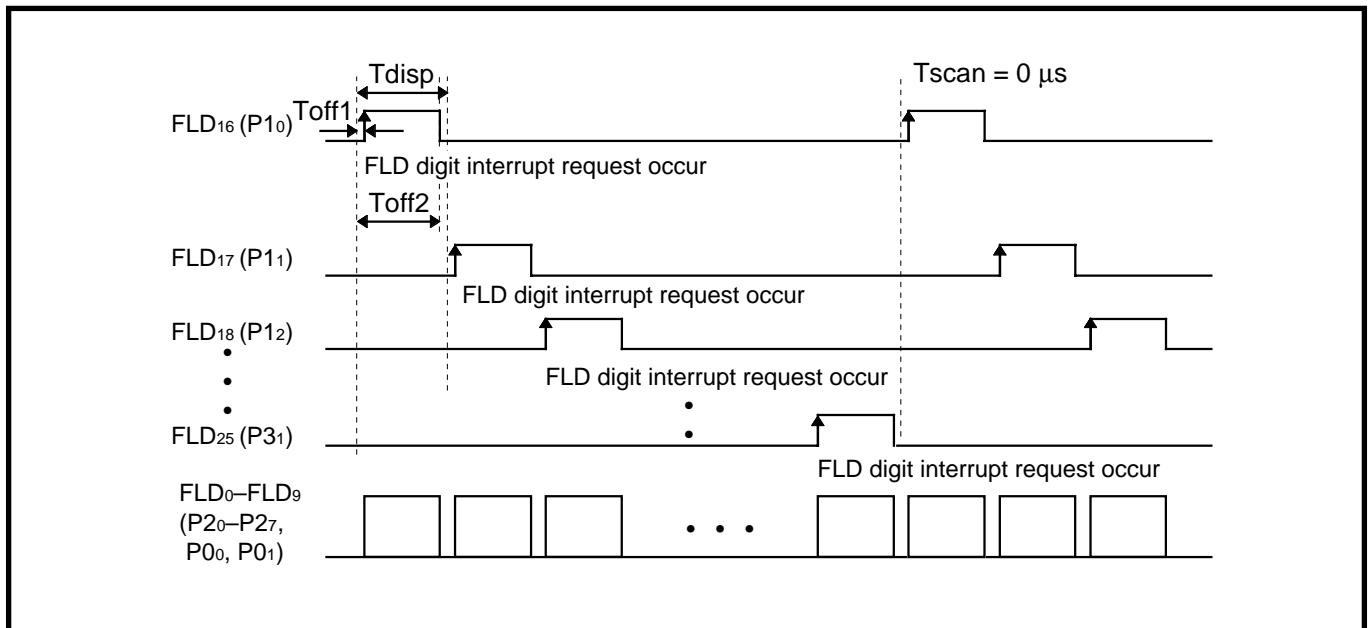 Tdisp
Tscan = 0 μs
Toff1
FLD16 (P10)
FLD digit interrupt request occur
Toff2
FLD17 (P11)
FLD digit interrupt request occur
FLD18 (P12)
FLD digit interrupt request occur
FLD25 (P31)
FLD digit interrupt request occur
FLD0–FLD9
(P20–P27,
P00, P01)